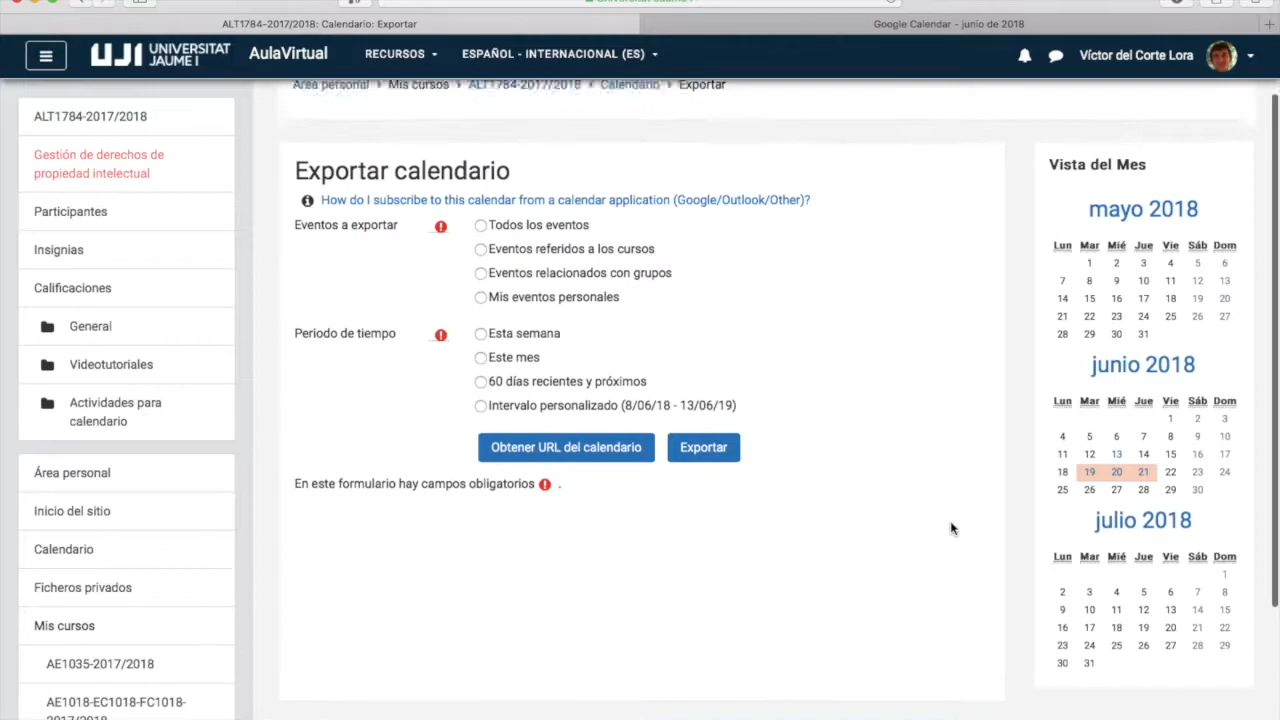 ALT1784-2017/2018: Calendario: Exportar
Google Calendar - junio de 2018
UJI UNIVERSITAT JAUME I AulaVirtual RECURSOS ESPAÑOL - INTERNACIONAL (ES) Víctor del Corte Lora
Área personal Mis cursos ALT1784-2017/2018 Calendario Exportar
ALT1784-2017/2018
Gestión de derechos de
propiedad intelectual
Participantes
Insignias
Calificaciones
General
Videotutoriales
Actividades para
calendario
Área personal
Inicio del sitio
Calendario
Ficheros privados
Mis cursos
AE1035-2017/2018
AE1018-EC1018-FC1018-
2017/2018
Exportar calendario
How do I subscribe to this calendar from a calendar application (Google/Outlook/Other)?
Eventos a exportar
Todos los eventos
Eventos referidos a los cursos
Eventos relacionados con grupos
Mis eventos personales
Periodo de tiempo
Esta semana
Este mes
60 días recientes y próximos
Intervalo personalizado (8/06/18 - 13/06/19)
Obtener URL del calendario Exportar
En este formulario hay campos obligatorios .
Vista del Mes
mayo 2018
Lun Mar Mié Jue Vie Sáb Dom
1 2 3 4 5 6
7 8 9 10 11 12 13
14 15 16 17 18 19 20
21 22 23 24 25 26 27
28 29 30 31
junio 2018
Lun Mar Mié Jue Vie Sáb Dom
1 2 3
4 5 6 7 8 9 10
11 12 13 14 15 16 17
18 19 20 21 22 23 24
25 26 27 28 29 30
julio 2018
Lun Mar Mié Jue Vie Sáb Dom
1
2 3 4 5 6 7 8
9 10 11 12 13 14 15
16 17 18 19 20 21 22
23 24 25 26 27 28 29
30 31